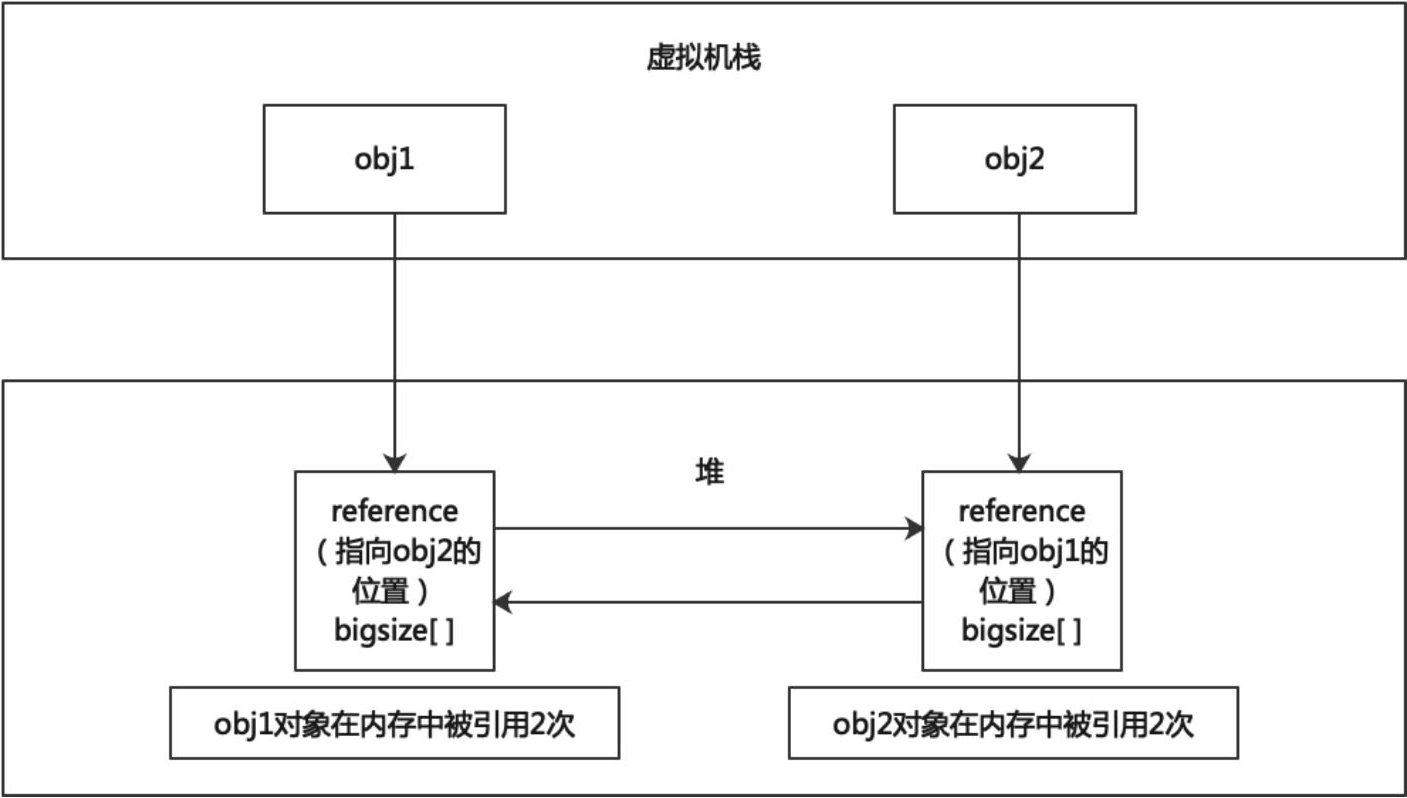 虚拟机栈
obj1
obj2
堆
reference
（指向obj2的
位置）
bigsize[ ]
reference
（指向obj1的
位置）
bigsize[ ]
obj1对象在内存中被引用2次
obj2对象在内存中被引用2次